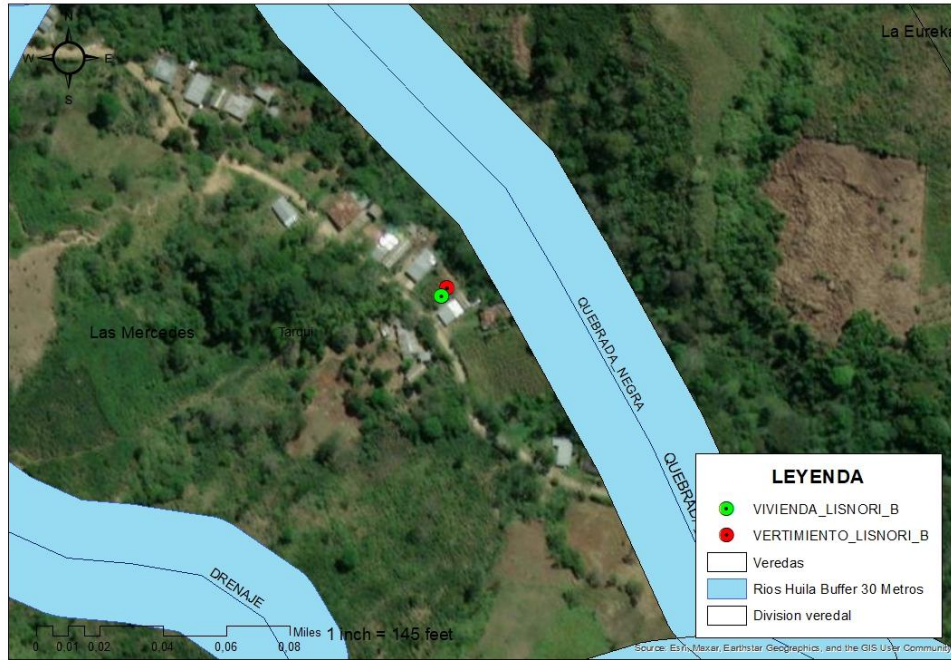 La Eureka
N
W E
S
QUEBRADA_NEGRA
Las Mercedes
Tarqui
QUEBRADA
DRENAJE
LEYENDA
VIVIENDA_LISNORI_B
VERTIMIENTO_LISNORI_B
Veredas
Rios Huila Buffer 30 Metros
Division veredal
Miles
1 inch = 145 feet
0 0.01 0.02 0.04 0.06 0.08
Source: Esri, Maxar, Earthstar Geographics, and the GIS User